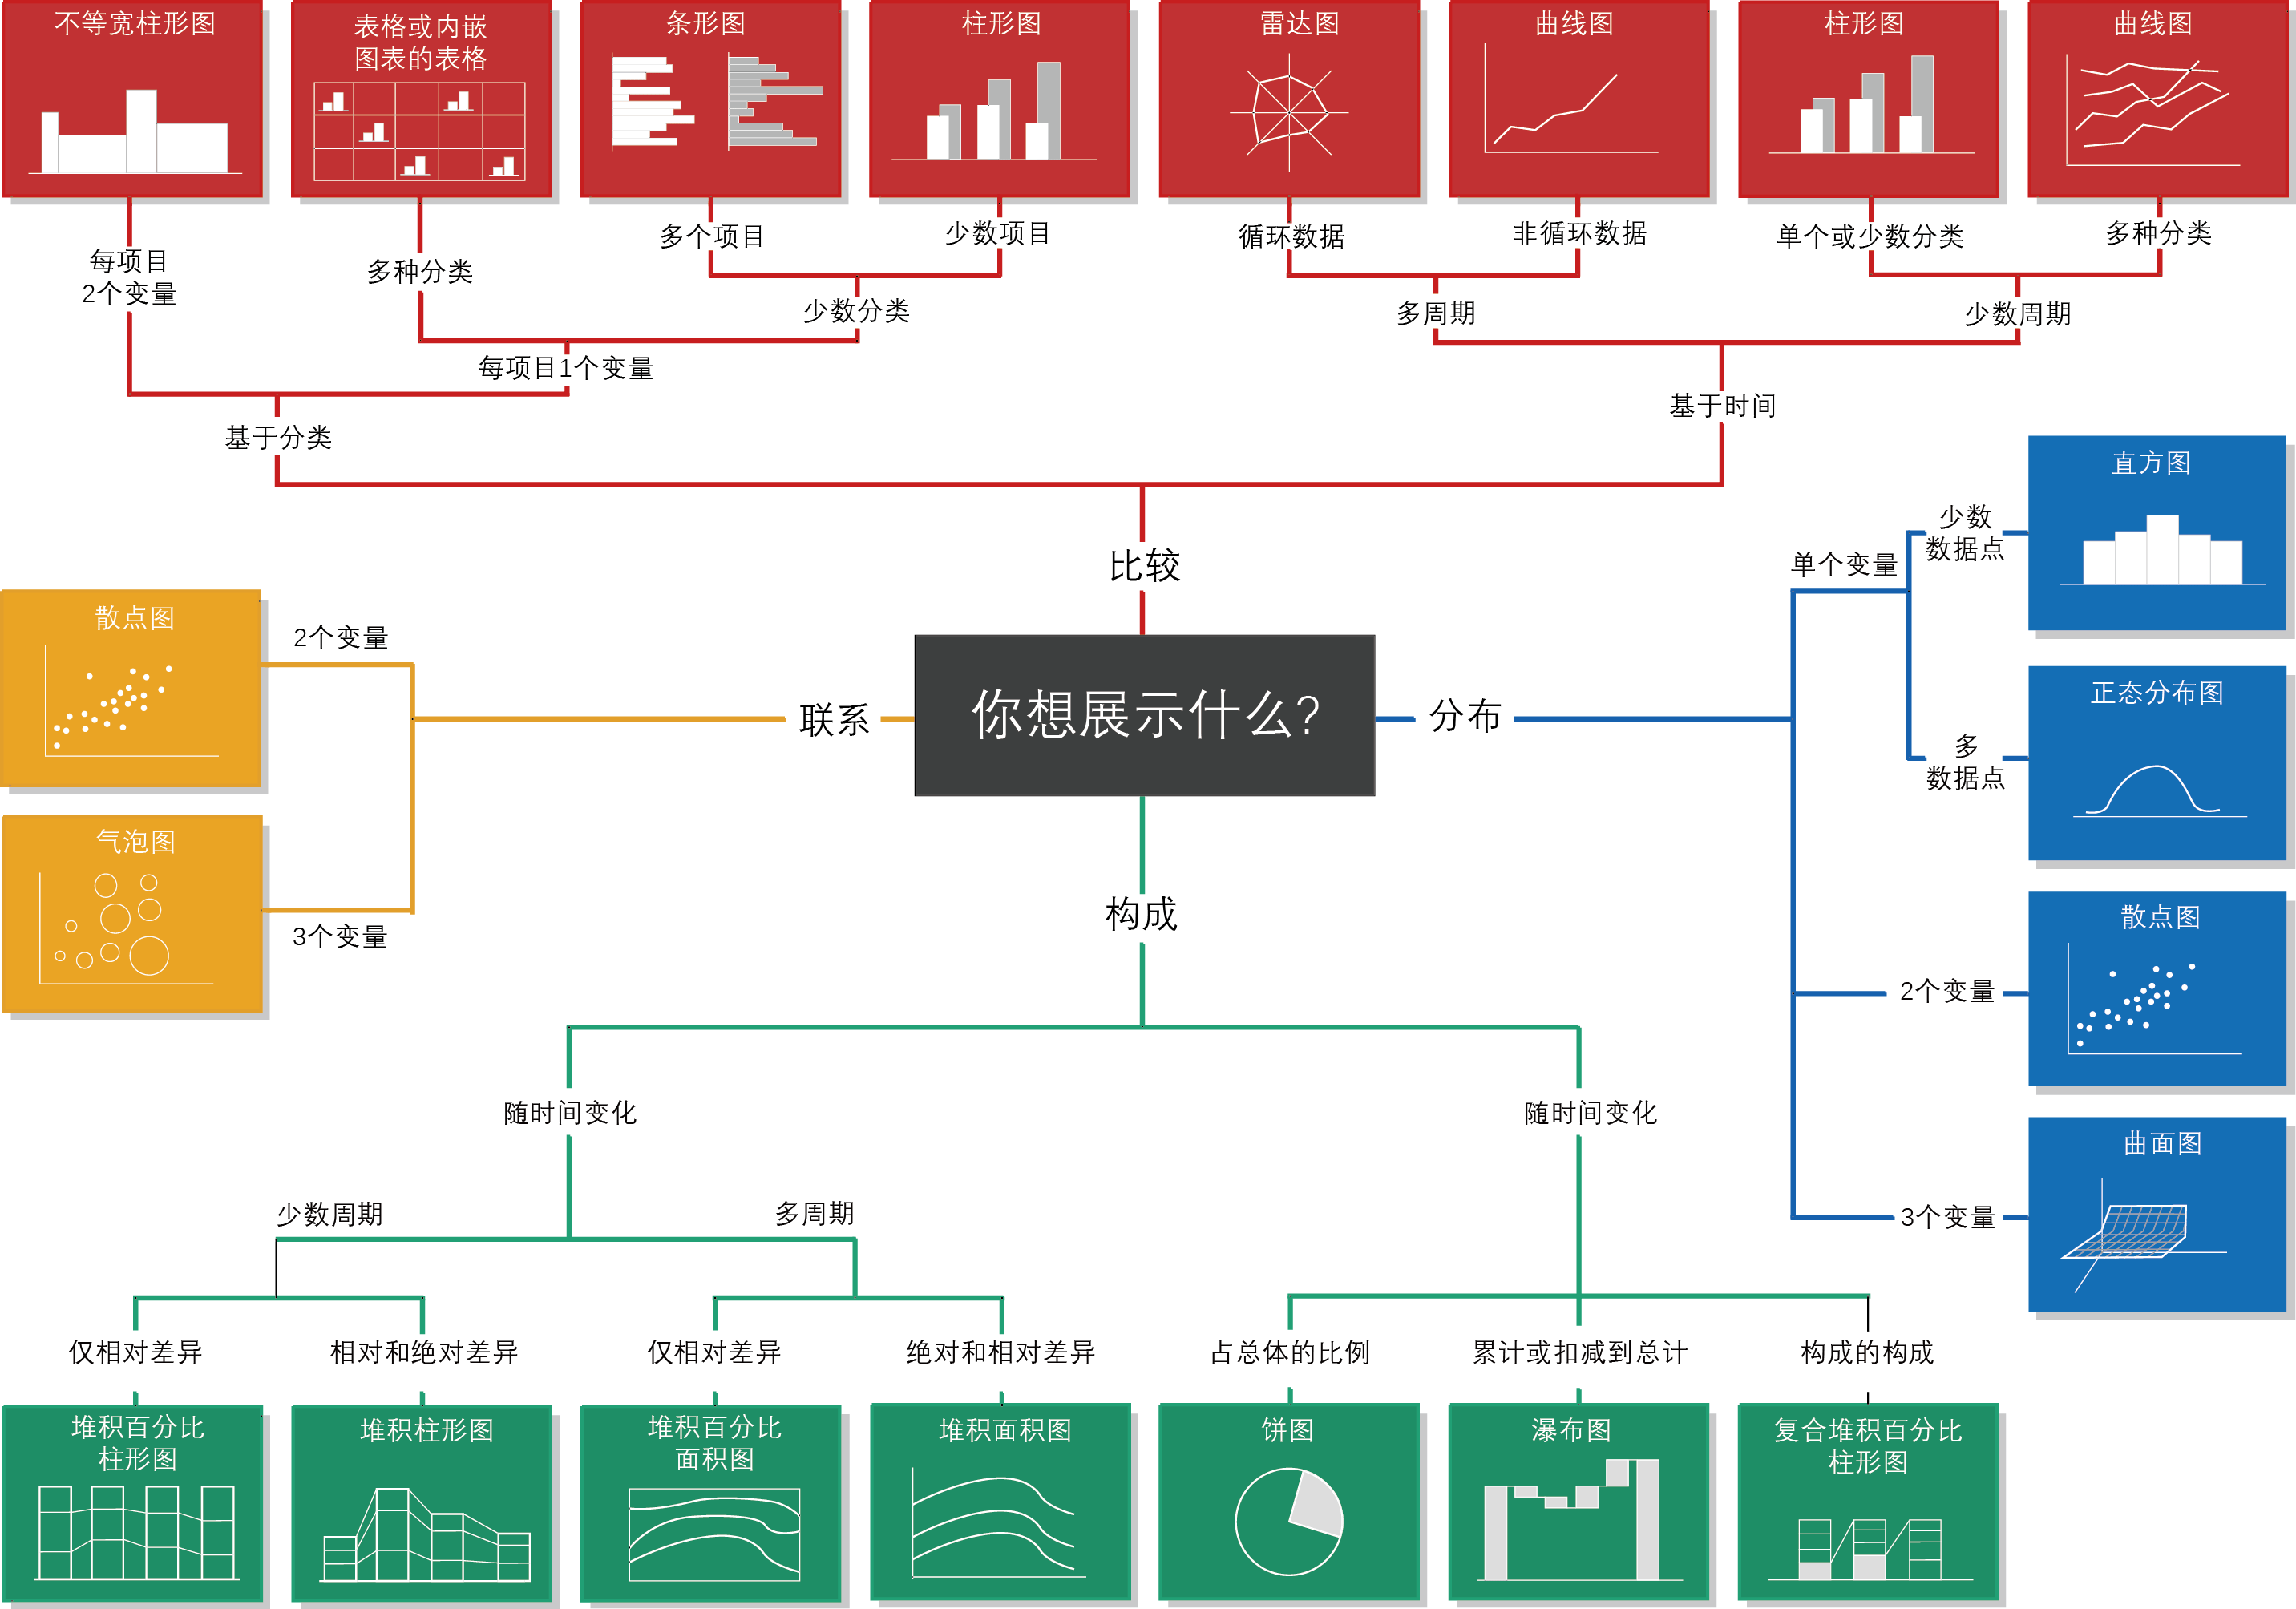 不等宽柱形图
表格或内嵌
图表的表格
条形图
柱形图
雷达图
曲线图
柱形图
曲线图
每项目
2个变量
多种分类
多个项目
少数项目
循环数据
非循环数据
单个或少数分类
多种分类
少数分类
多周期
少数周期
每项目1个变量
基于分类
基于时间
比较
直方图
少数
数据点
单个变量
散点图
2个变量
联系
你想展示什么?
分布
正态分布图
多
数据点
气泡图
3个变量
构成
散点图
2个变量
随时间变化
随时间变化
曲面图
3个变量
少数周期
多周期
仅相对差异
相对和绝对差异
仅相对差异
绝对和相对差异
占总体的比例
累计或扣减到总计
构成的构成
堆积百分比
柱形图
堆积柱形图
堆积百分比
面积图
堆积面积图
饼图
瀑布图
复合堆积百分比
柱形图